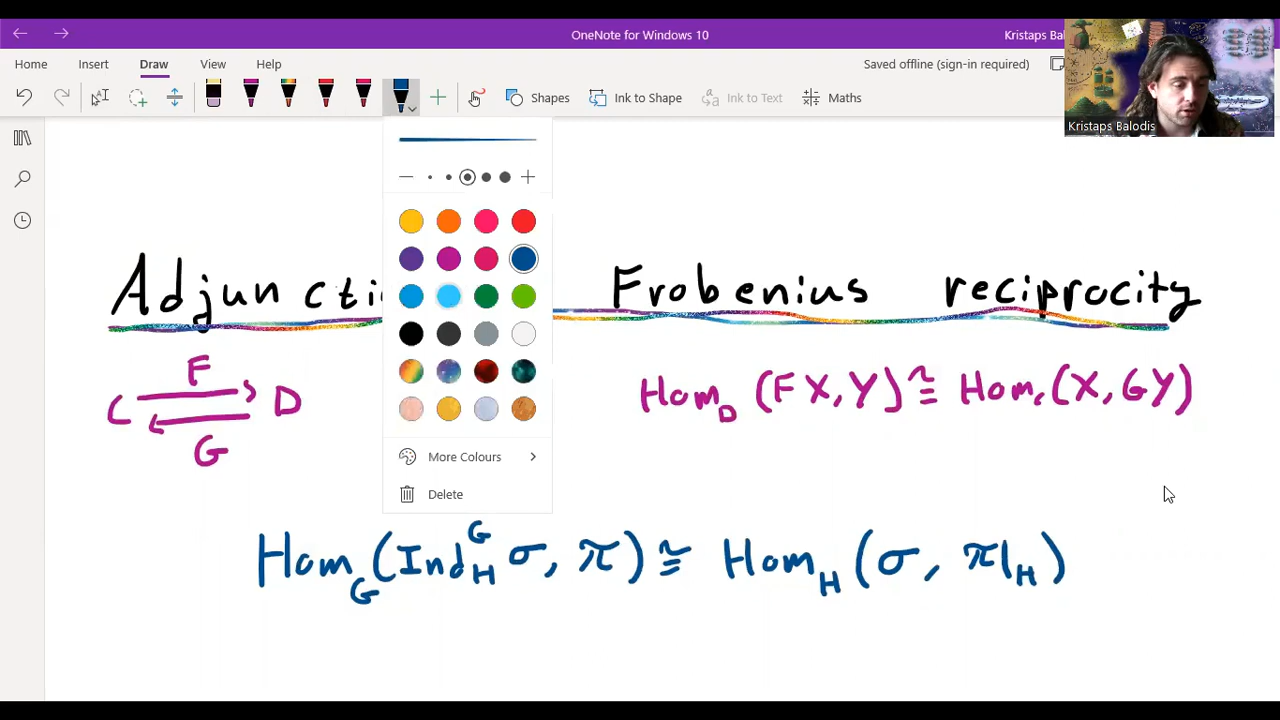 OneNote for Windows 10
Kristaps Ba
Home Insert Draw View Help
Saved offline (sign-in required)
Shapes Ink to Shape Ink to Text Maths
Kristaps Balodis
Adjuncti Frobenius reciprocity
F
C D
G
Hom_D (FX, Y) ≅ Hom_C (X, GY)
More Colours
Delete
Hom_G (Ind_H^G σ, π) ≅ Hom_H (σ, π|_H)